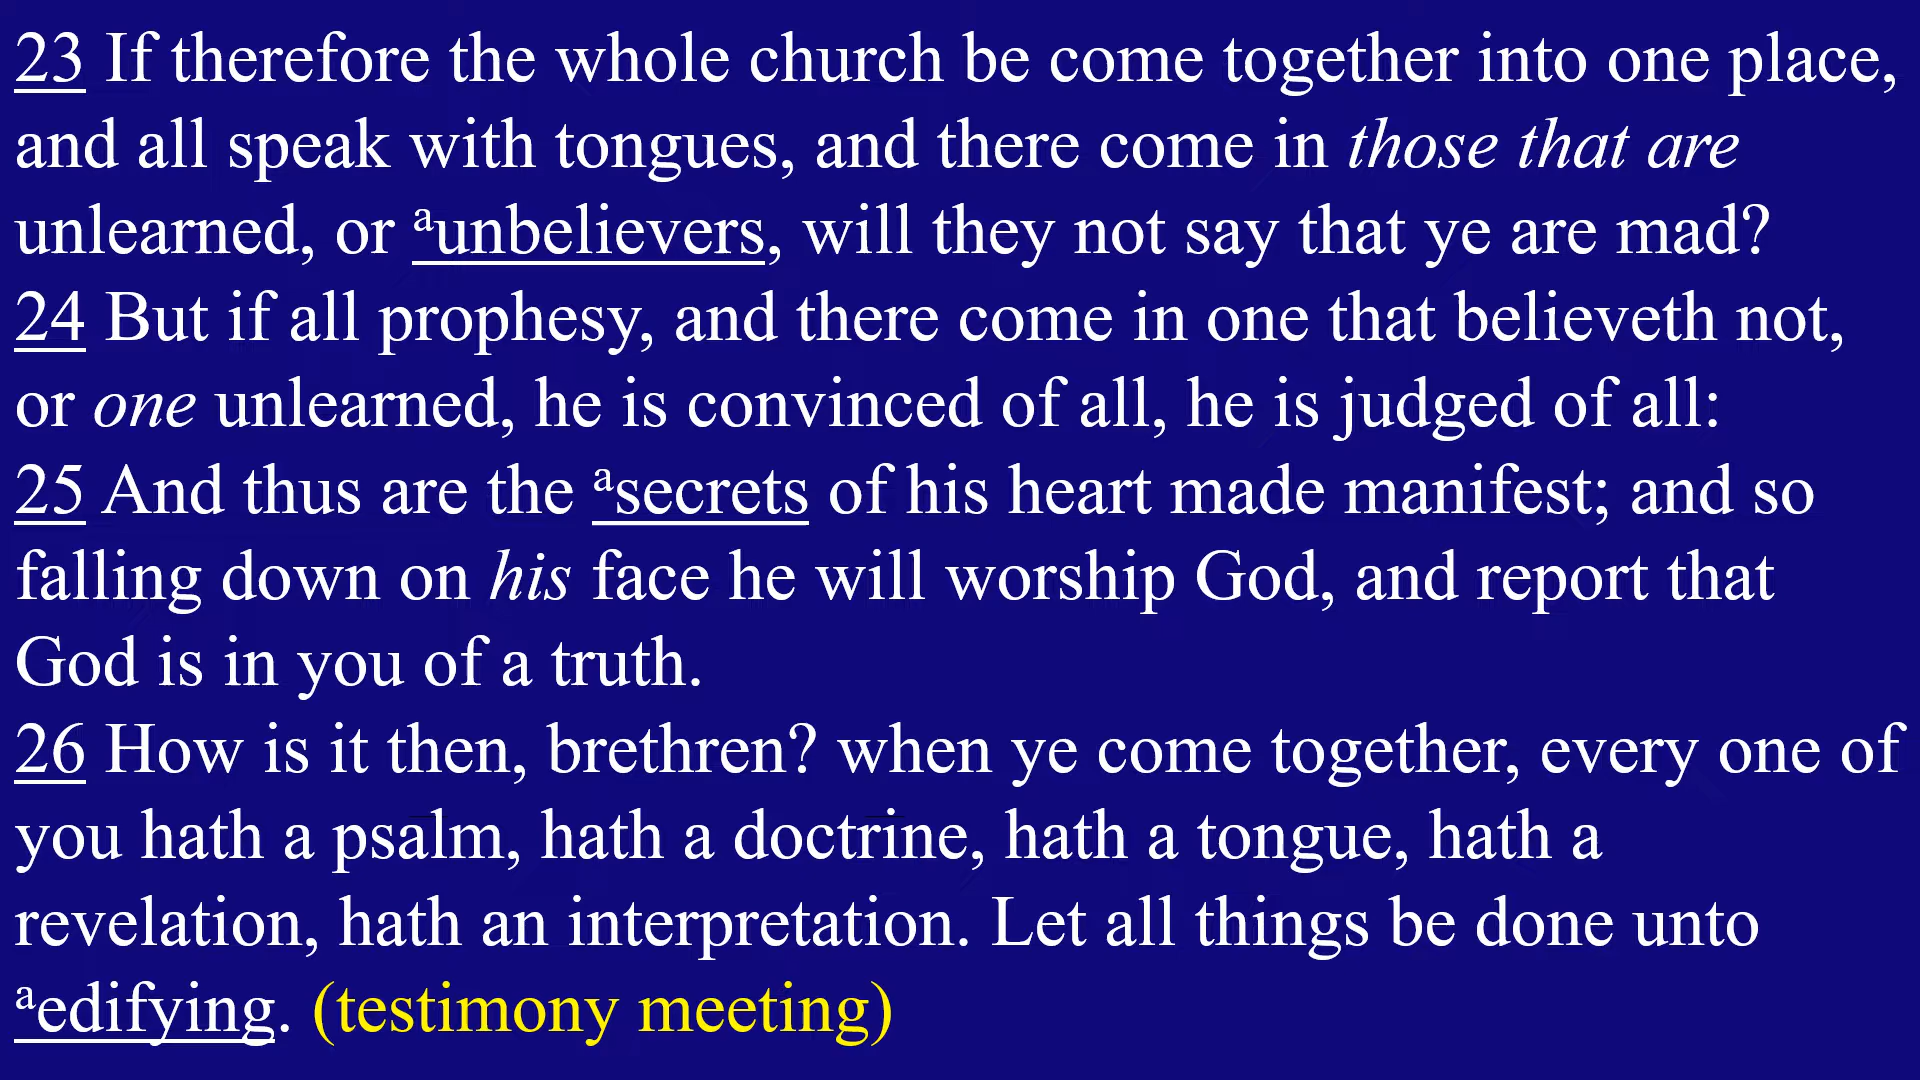 23 If therefore the whole church be come together into one place,
and all speak with tongues, and there come in those that are
unlearned, or aunbelievers, will they not say that ye are mad?
24 But if all prophesy, and there come in one that believeth not,
or one unlearned, he is convinced of all, he is judged of all:
25 And thus are the asecrets of his heart made manifest; and so
falling down on his face he will worship God, and report that
God is in you of a truth.
26 How is it then, brethren? when ye come together, every one of
you hath a psalm, hath a doctrine, hath a tongue, hath a
revelation, hath an interpretation. Let all things be done unto
aedifying. (testimony meeting)